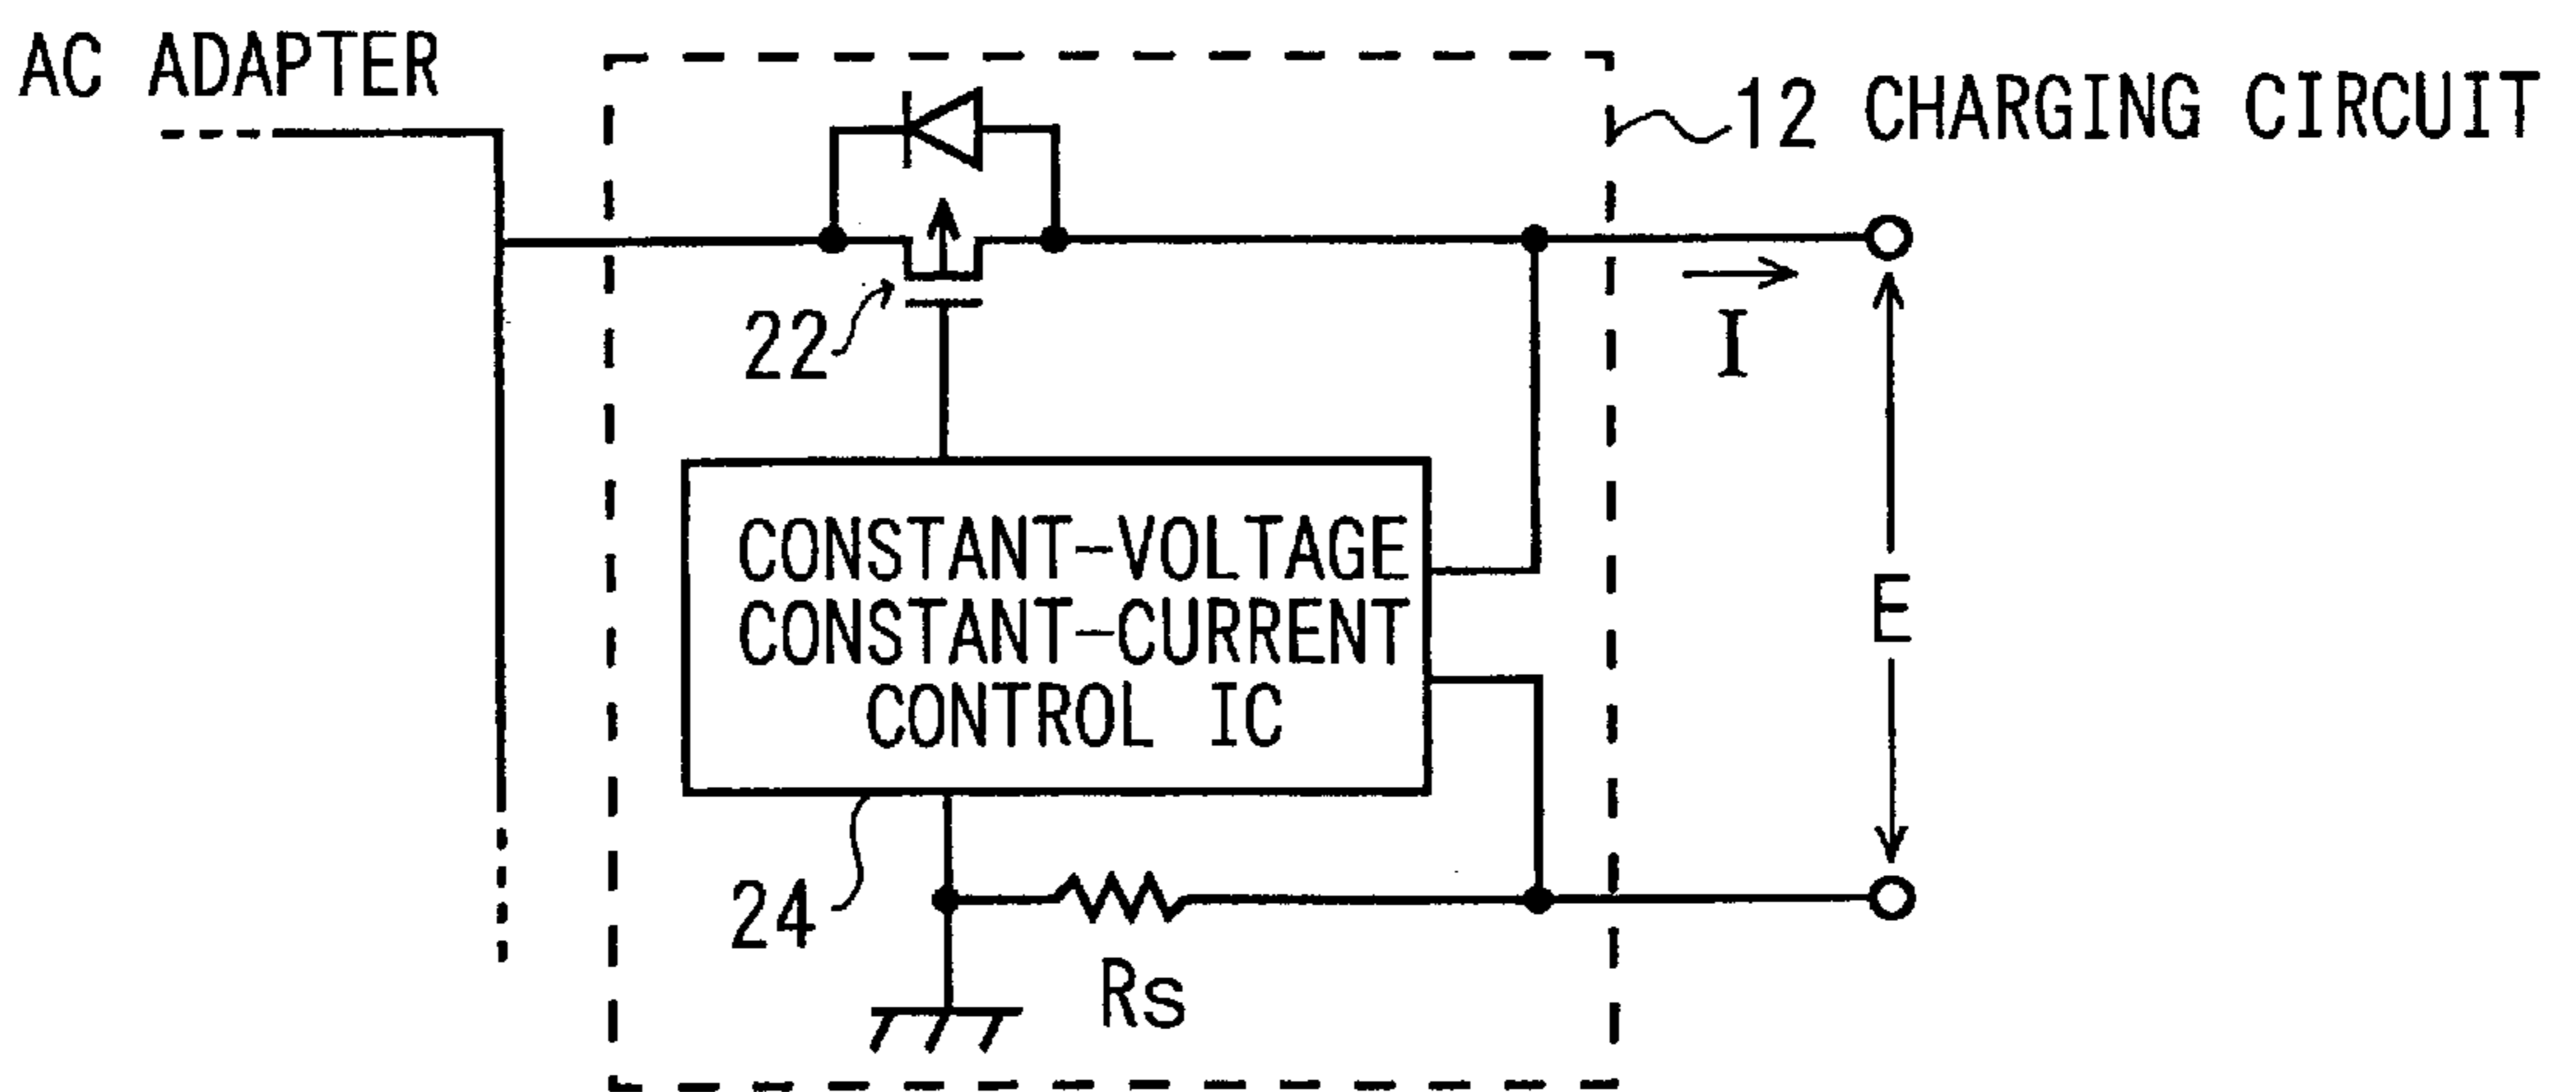 AC ADAPTER
12 CHARGING CIRCUIT
22
I
CONSTANT-VOLTAGE
CONSTANT-CURRENT
CONTROL IC
E
24
Rs